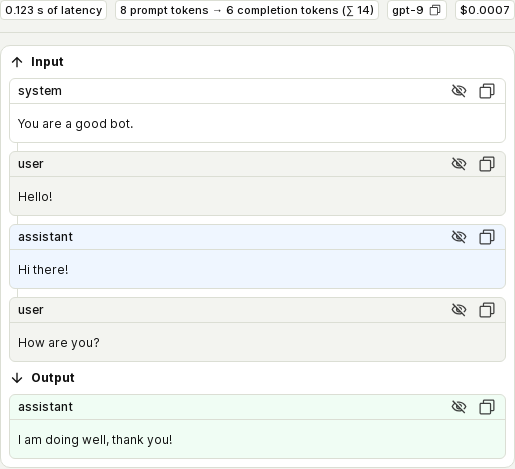 0.123 s of latency
8 prompt tokens → 6 completion tokens (∑ 14)
gpt-9
$0.0007
Input
system
You are a good bot.
user
Hello!
assistant
Hi there!
user
How are you?
Output
assistant
I am doing well, thank you!